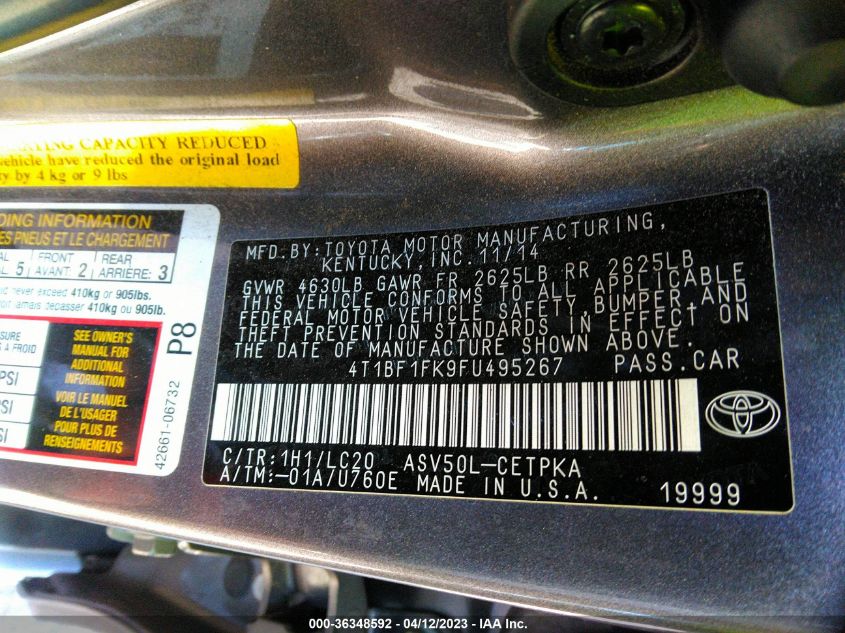 CAPACITY REDUCED
vehicle have reduced the original load
by 4 kg or 9 lbs
INFORMATION
PNEUS ET LE CHARGEMENT
5
FRONT
AVANT: 2
REAR
ARRIÈRE: 3
never exceed 410kg or 905lbs.
jamais depasser 410kg ou 905lb.
A FROID
PSI
SEE OWNER'S
MANUAL FOR
ADDITIONAL
INFORMATION
VOIR LE MANUEL
DE L'USAGER
POUR PLUS DE
RENSEIGNEMENTS
P8
42661-06732
MFD.BY:TOYOTA MOTOR MANUFACTURING,
KENTUCKY, INC. 11/14
GVWR 4630LB GAWR FR 2625LB RR 2625LB
THIS VEHICLE CONFORMS TO ALL APPLICABLE
FEDERAL MOTOR VEHICLE SAFETY,BUMPER,AND
THEFT PREVENTION STANDARDS IN EFFECT ON
THE DATE OF MANUFACTURE SHOWN ABOVE.
4T1BF1FK9FU495267 PASS.CAR
C/TR:1H1/LC20 ASV50L-CETPKA
A/TM:-01A/U760E MADE IN U.S.A. 19999
000-36348592 - 04/12/2023 - IAA Inc.